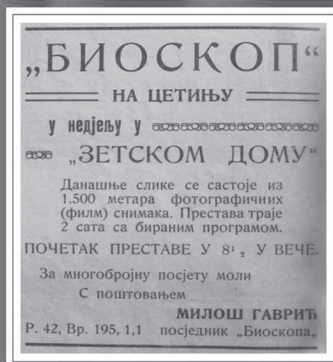 „БИОСКОП“
НА ЦЕТИЊУ
у недјељу у
„ЗЕТСКОМ ДОМУ“
Данашње слике се састоје из
1.500 метара фотографичних
(филм) снимака. Престава траје
2 сата са бираним програмом.
ПОЧЕТАК ПРЕСТАВЕ У 8¹/₂ У ВЕЧЕ.
За многобројну посјету моли
С поштовањем
МИЛОШ ГАВРИЋ
Р. 42, Вр. 195, 1,1 посједник „Биоскопа„